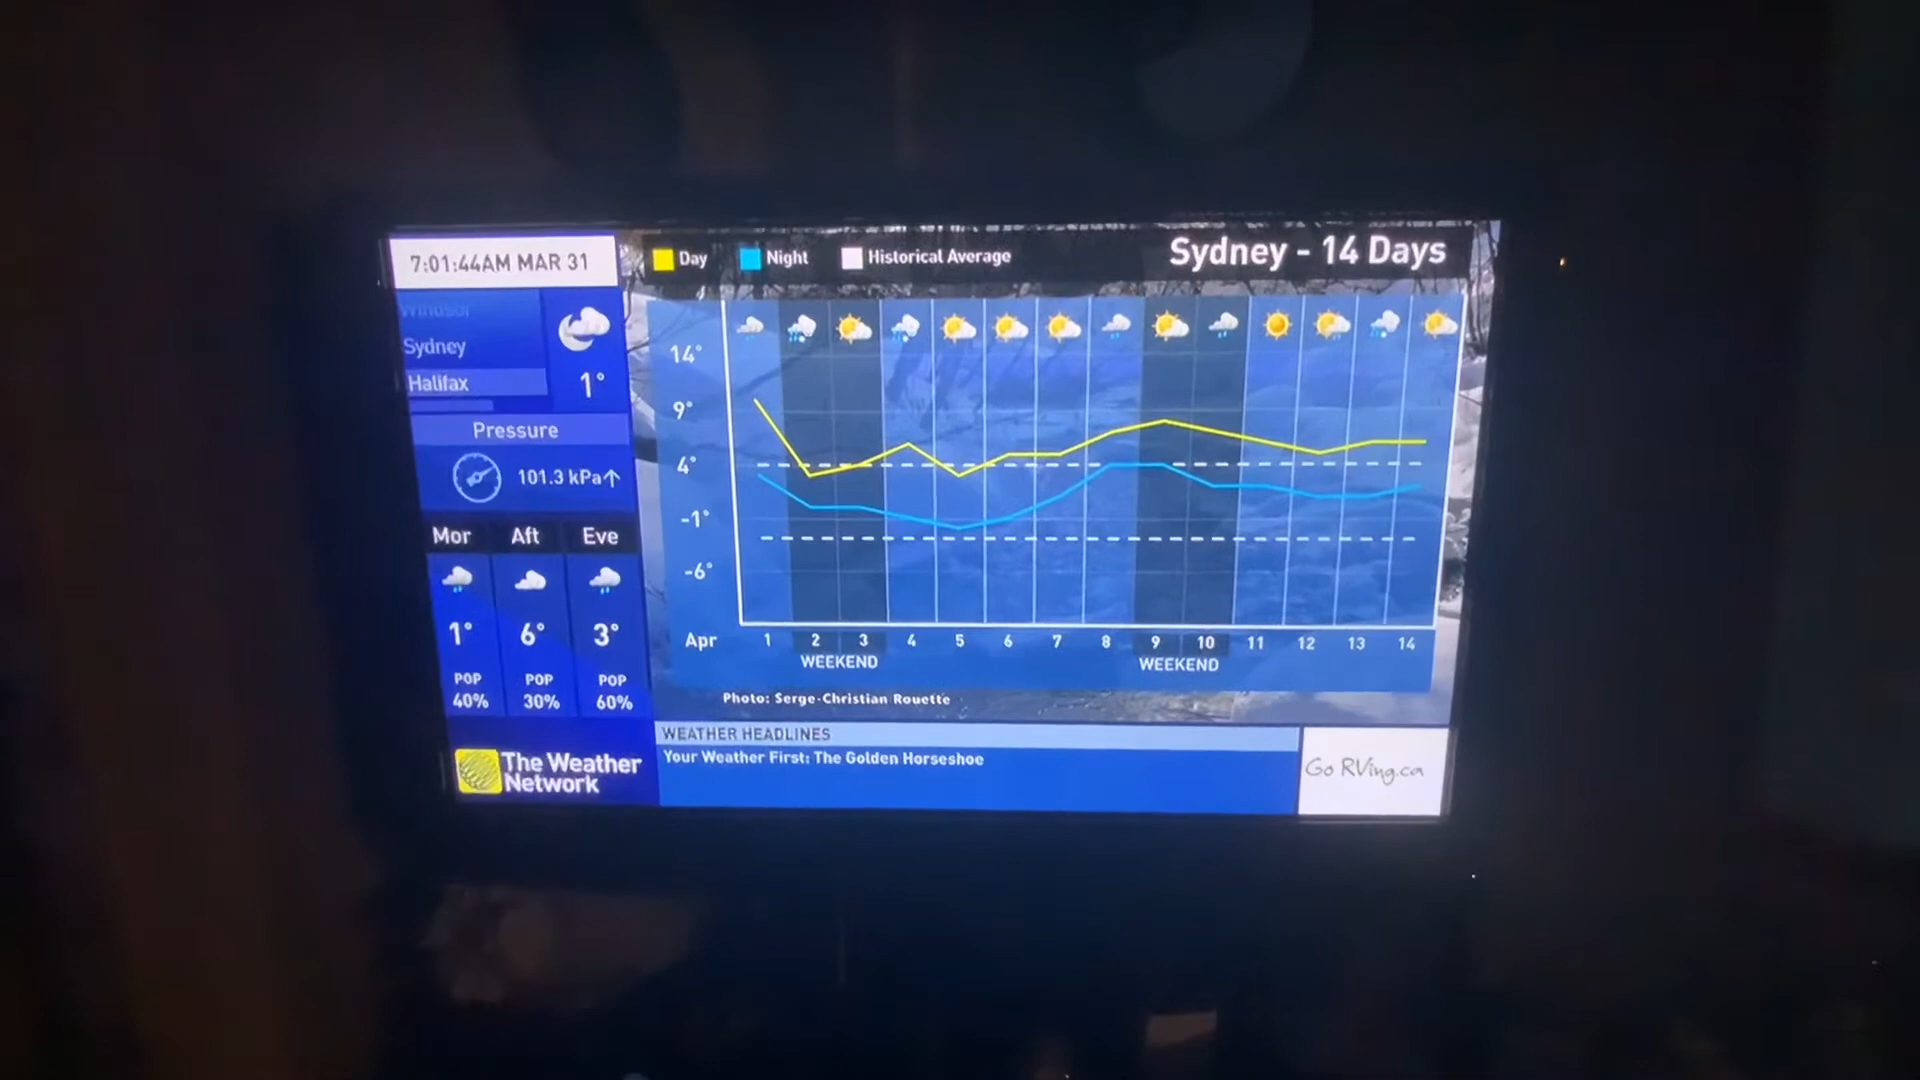 7:01:44AM MAR 31
Day
Night
Historical Average
Sydney - 14 Days
Windsor
Sydney
Halifax
1°
Pressure
101.3 kPa↑
Mor Aft Eve
1° 6° 3°
POP POP POP
40% 30% 60%
The Weather
Network
14°
9°
4°
-1°
-6°
Apr 1 2 3 4 5 6 7 8 9 10 11 12 13 14
WEEKEND WEEKEND
Photo: Serge-Christian Rouette
WEATHER HEADLINES
Your Weather First: The Golden Horseshoe
Go RVing.ca